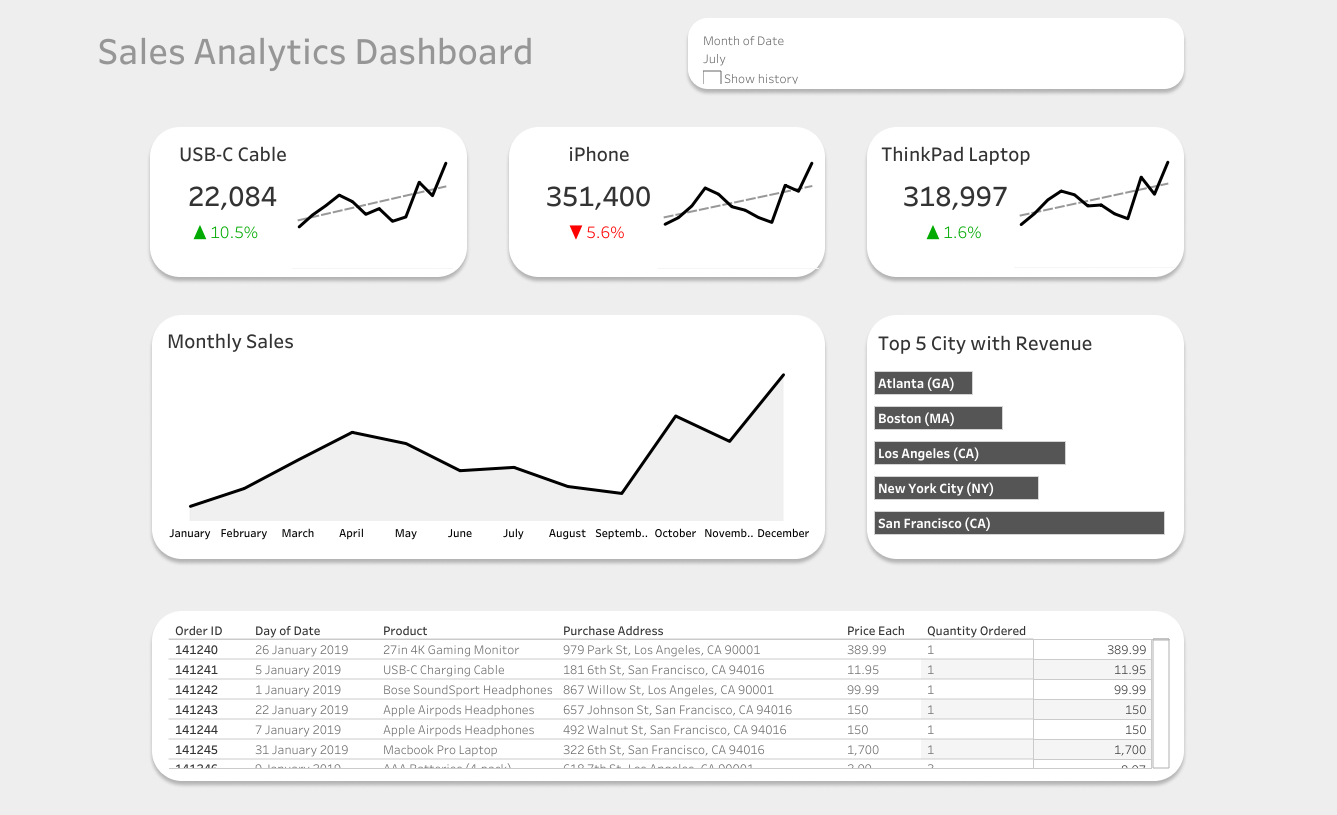 Sales Analytics Dashboard
Month of Date
July
Show history
USB-C Cable
22,084
▲ 10.5%
iPhone
351,400
▼ 5.6%
ThinkPad Laptop
318,997
▲ 1.6%
Monthly Sales
January February March April May June July August Septemb.. October Novemb.. December
Top 5 City with Revenue
Atlanta (GA)
Boston (MA)
Los Angeles (CA)
New York City (NY)
San Francisco (CA)
Order ID Day of Date Product Purchase Address Price Each Quantity Ordered
141240 26 January 2019 27in 4K Gaming Monitor 979 Park St, Los Angeles, CA 90001 389.99 1 389.99
141241 5 January 2019 USB-C Charging Cable 181 6th St, San Francisco, CA 94016 11.95 1 11.95
141242 1 January 2019 Bose SoundSport Headphones 867 Willow St, Los Angeles, CA 90001 99.99 1 99.99
141243 22 January 2019 Apple Airpods Headphones 657 Johnson St, San Francisco, CA 94016 150 1 150
141244 7 January 2019 Apple Airpods Headphones 492 Walnut St, San Francisco, CA 94016 150 1 150
141245 31 January 2019 Macbook Pro Laptop 322 6th St, San Francisco, CA 94016 1,700 1 1,700